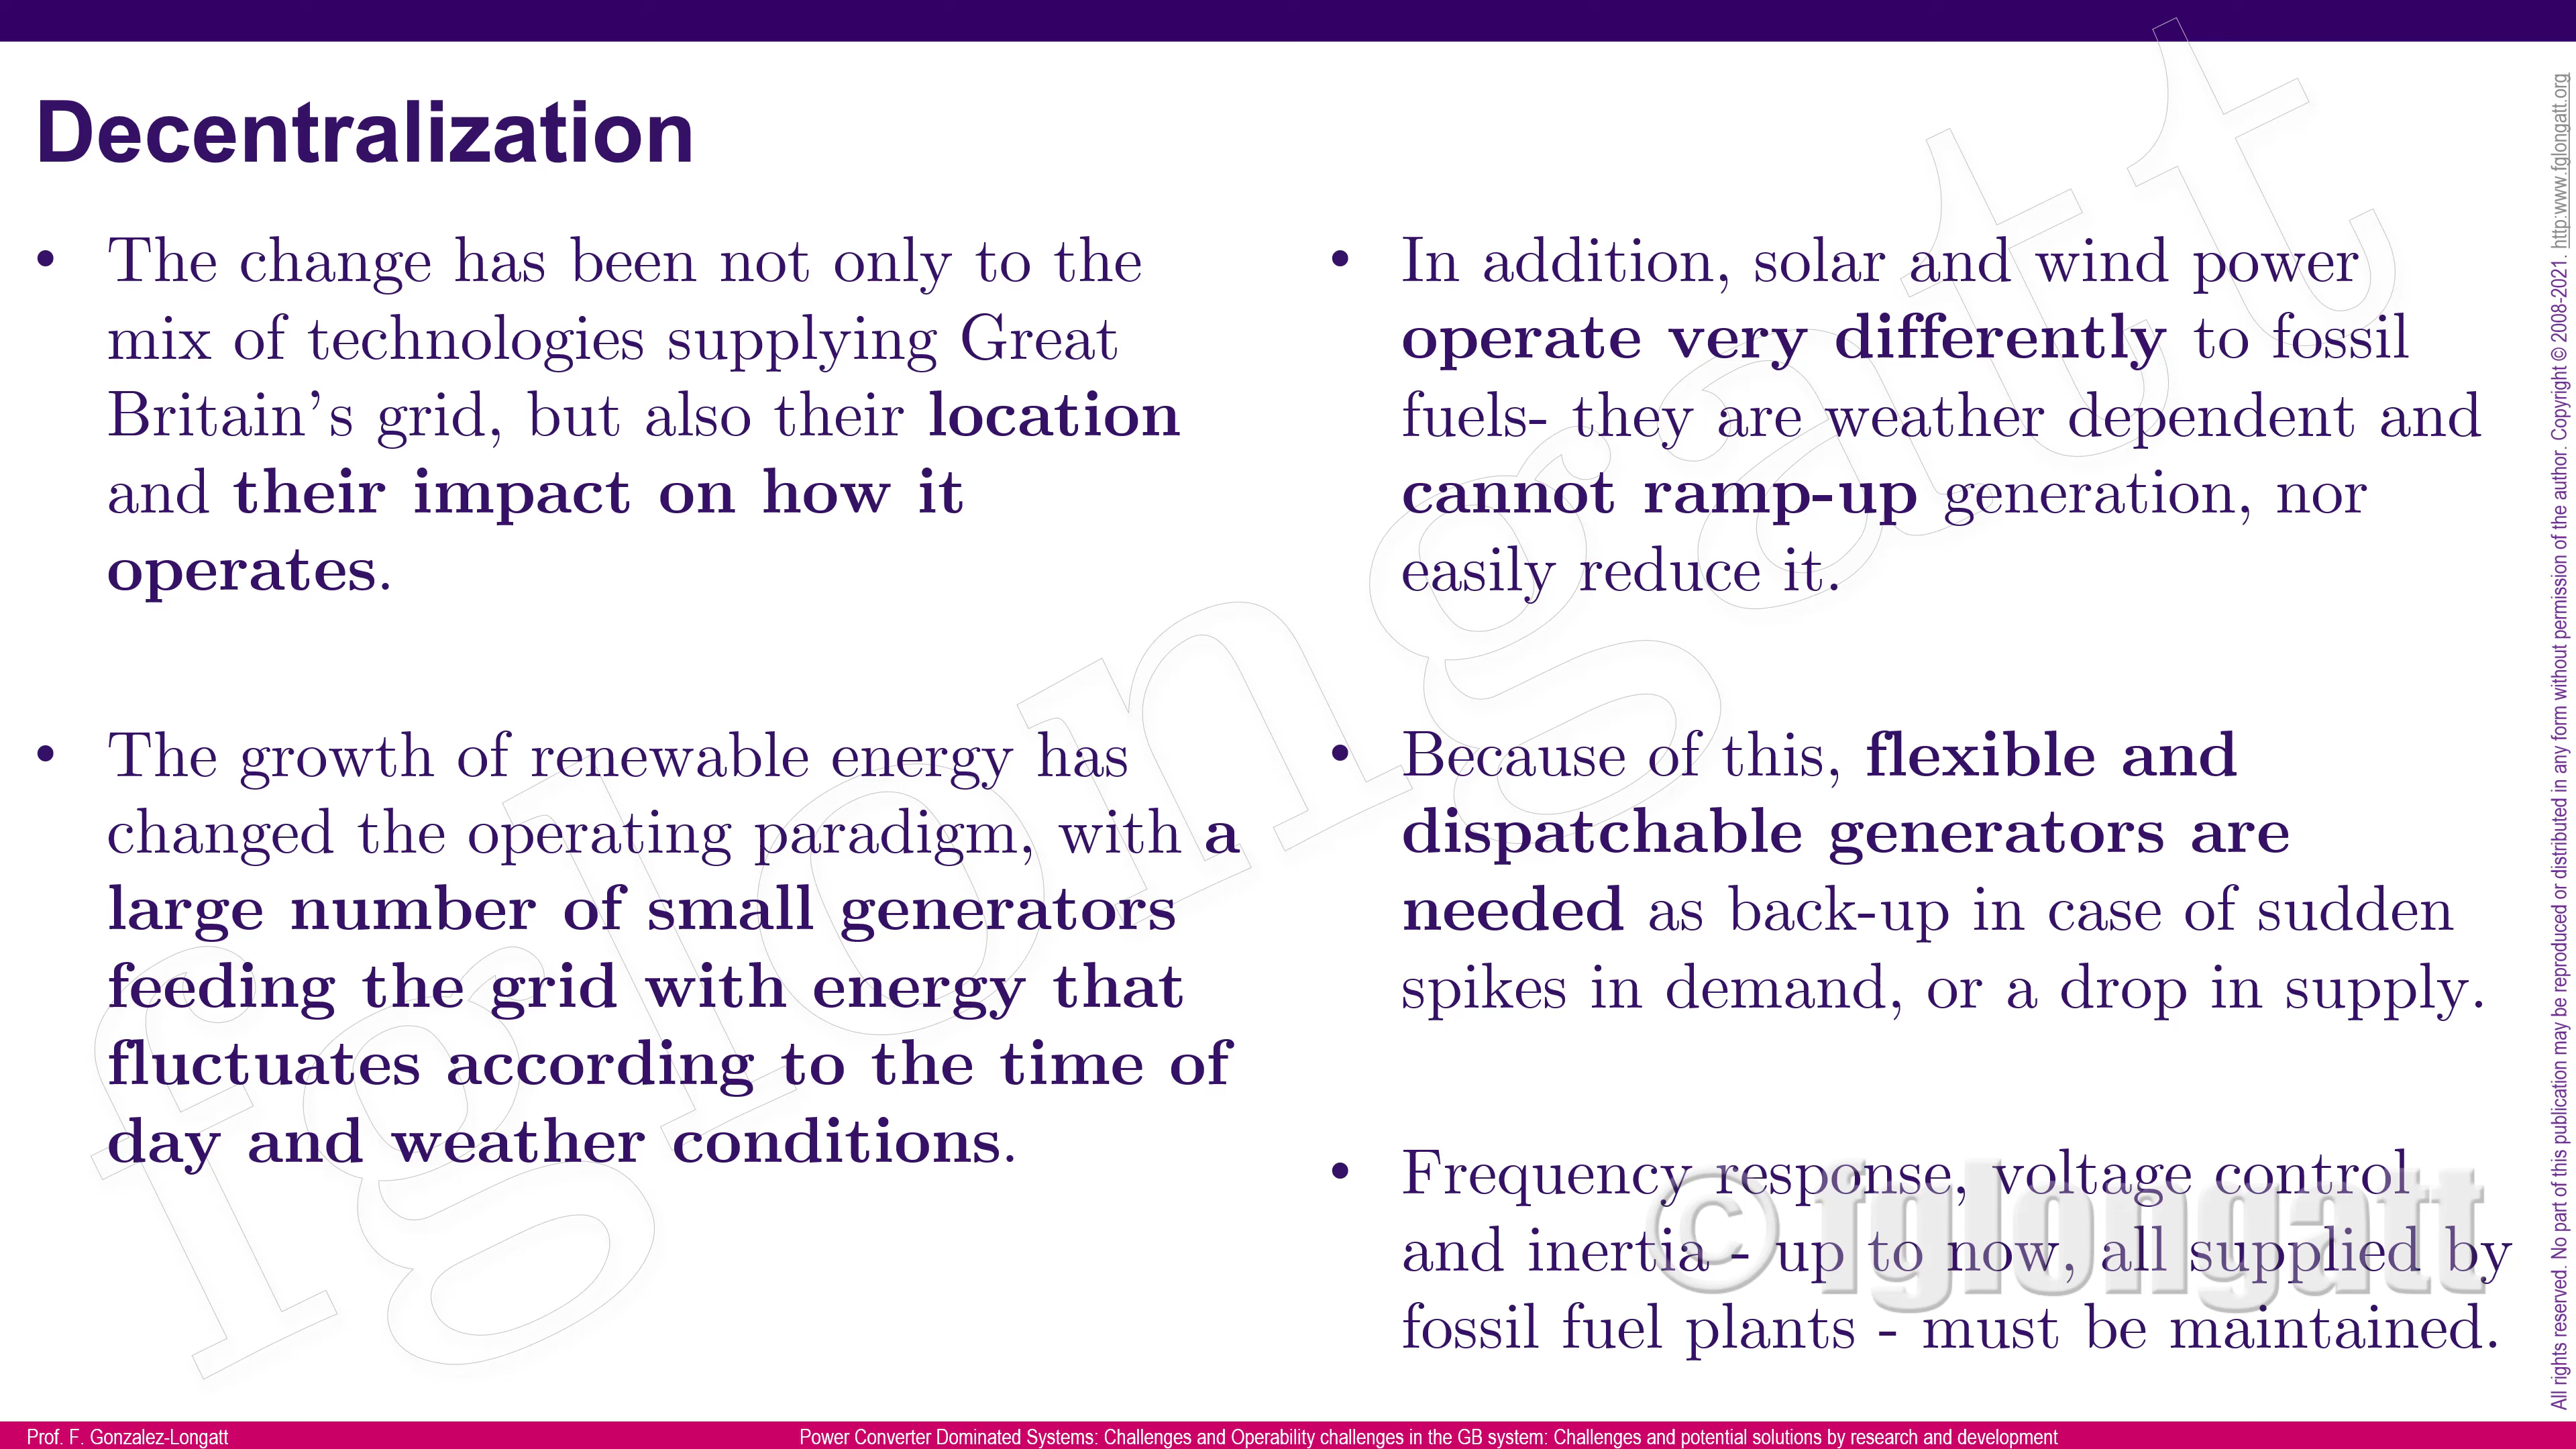 Decentralization
• The change has been not only to the
mix of technologies supplying Great
Britain's grid, but also their location
and their impact on how it
operates.
• The growth of renewable energy has
changed the operating paradigm, with a
large number of small generators
feeding the grid with energy that
fluctuates according to the time of
day and weather conditions.
• In addition, solar and wind power
operate very differently to fossil
fuels- they are weather dependent and
cannot ramp-up generation, nor
easily reduce it.
• Because of this, flexible and
dispatchable generators are
needed as back-up in case of sudden
spikes in demand, or a drop in supply.
• Frequency response, voltage control
and inertia - up to now, all supplied by
fossil fuel plants - must be maintained.
fglongatt
© fglongatt
All rights reserved. No part of this publication may be reproduced or distributed in any form without permission of the author. Copyright © 2008-2021. http:www.fglongatt.org
Prof. F. Gonzalez-Longatt
Power Converter Dominated Systems: Challenges and Operability challenges in the GB system: Challenges and potential solutions by research and development